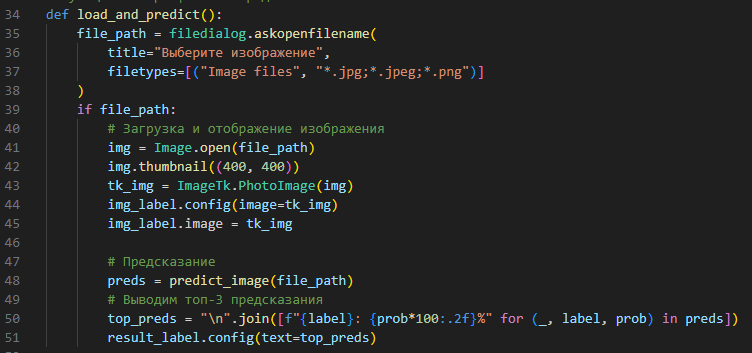 34 def load_and_predict():
35     file_path = filedialog.askopenfilename(
36         title="Выберите изображение",
37         filetypes=[("Image files", "*.jpg;*.jpeg;*.png")]
38     )
39     if file_path:
40         # Загрузка и отображение изображения
41         img = Image.open(file_path)
42         img.thumbnail((400, 400))
43         tk_img = ImageTk.PhotoImage(img)
44         img_label.config(image=tk_img)
45         img_label.image = tk_img
46
47         # Предсказание
48         preds = predict_image(file_path)
49         # Выводим топ-3 предсказания
50         top_preds = "\n".join([f"{label}: {prob*100:.2f}%" for (_, label, prob) in preds])
51         result_label.config(text=top_preds)